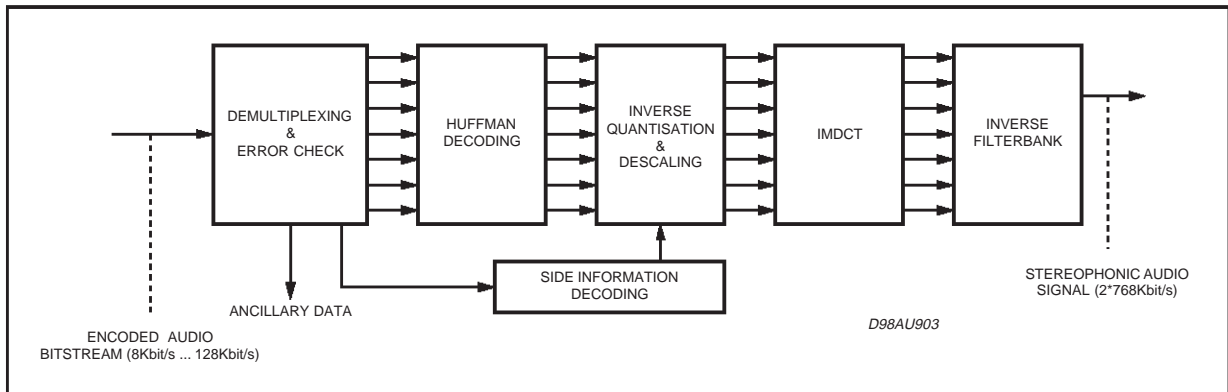 DEMULTIPLEXING
&
ERROR CHECK
HUFFMAN
DECODING
INVERSE
QUANTISATION
&
DESCALING
IMDCT
INVERSE
FILTERBANK
SIDE INFORMATION
DECODING
ANCILLARY DATA
ENCODED AUDIO
BITSTREAM (8Kbit/s ... 128Kbit/s)
STEREOPHONIC AUDIO
SIGNAL (2*768Kbit/s)
D98AU903